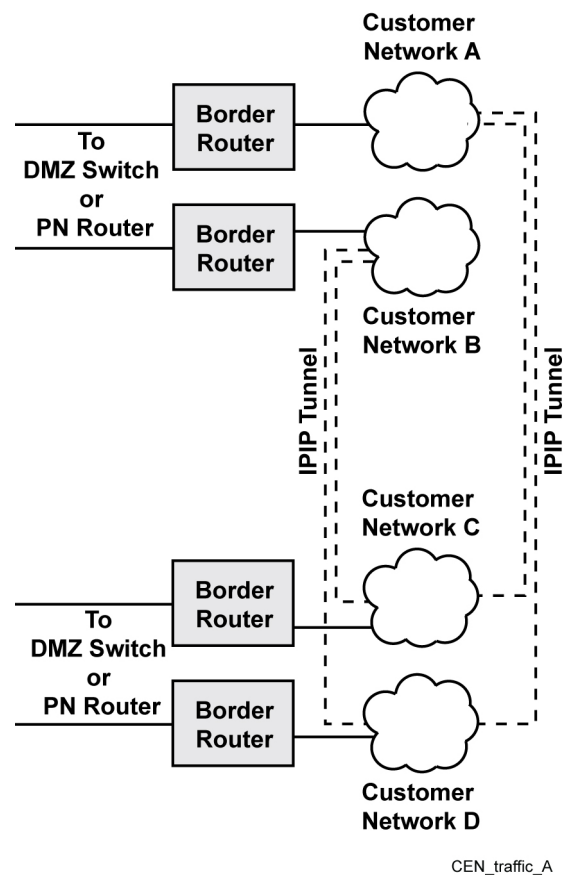 Customer
Network A
Border
Router
To
DMZ Switch
or
PN Router
Border
Router
Customer
Network B
IPIP Tunnel
IPIP Tunnel
Customer
Network C
Border
Router
To
DMZ Switch
or
PN Router
Border
Router
Customer
Network D
CEN_traffic_A